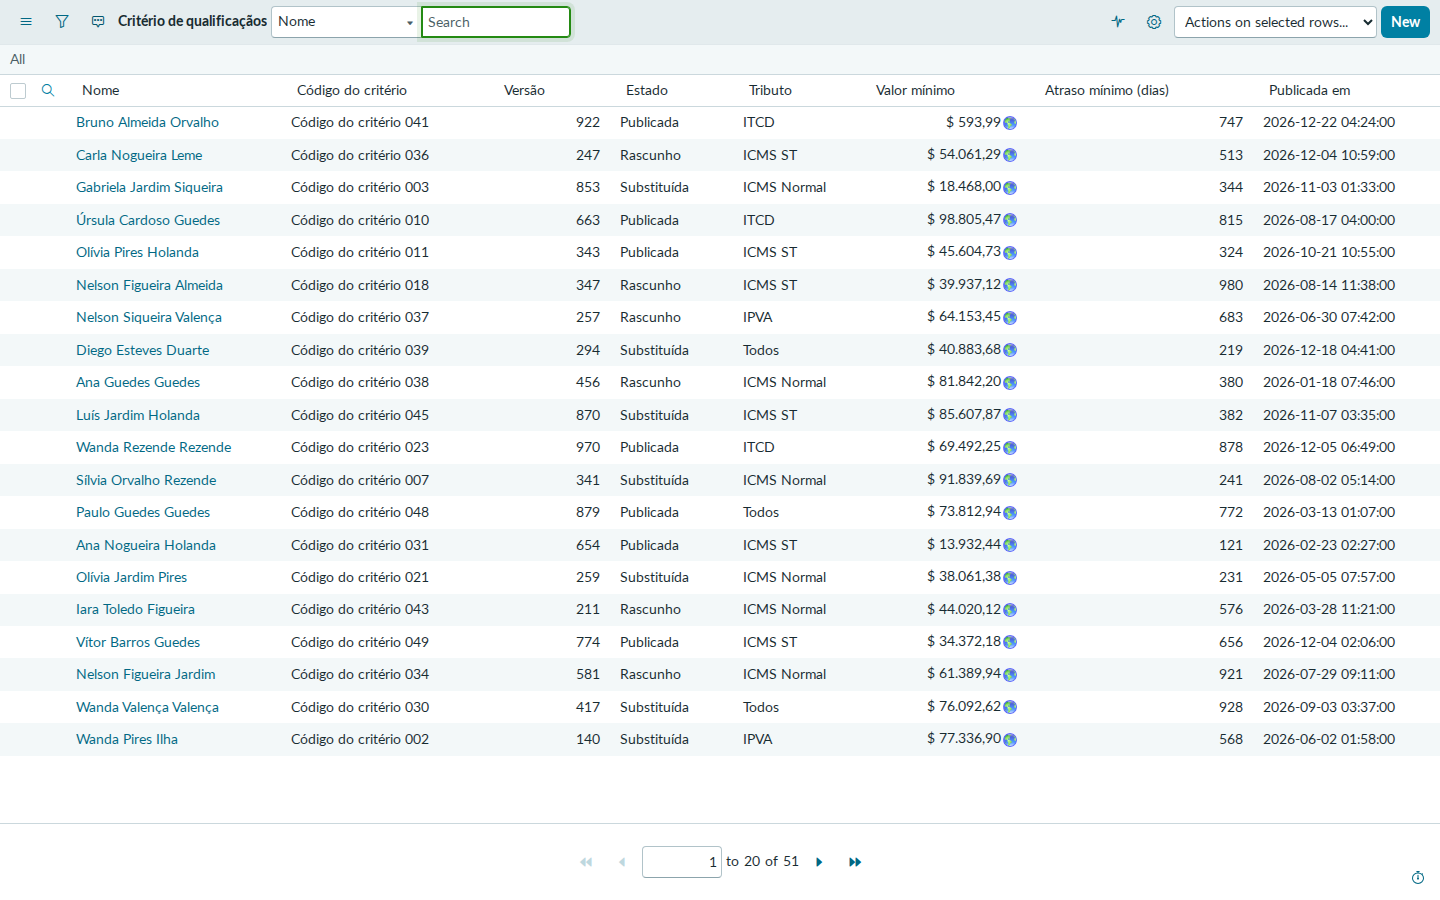 Critério de qualificaçãos Nome Search Actions on selected rows... New
All
Nome Código do critério Versão Estado Tributo Valor mínimo Atraso mínimo (dias) Publicada em
Bruno Almeida Orvalho Código do critério 041 922 Publicada ITCD $ 593,99 747 2026-12-22 04:24:00
Carla Nogueira Leme Código do critério 036 247 Rascunho ICMS ST $ 54.061,29 513 2026-12-04 10:59:00
Gabriela Jardim Siqueira Código do critério 003 853 Substituída ICMS Normal $ 18.468,00 344 2026-11-03 01:33:00
Úrsula Cardoso Guedes Código do critério 010 663 Publicada ITCD $ 98.805,47 815 2026-08-17 04:00:00
Olívia Pires Holanda Código do critério 011 343 Publicada ICMS ST $ 45.604,73 324 2026-10-21 10:55:00
Nelson Figueira Almeida Código do critério 018 347 Rascunho ICMS ST $ 39.937,12 980 2026-08-14 11:38:00
Nelson Siqueira Valença Código do critério 037 257 Rascunho IPVA $ 64.153,45 683 2026-06-30 07:42:00
Diego Esteves Duarte Código do critério 039 294 Substituída Todos $ 40.883,68 219 2026-12-18 04:41:00
Ana Guedes Guedes Código do critério 038 456 Rascunho ICMS Normal $ 81.842,20 380 2026-01-18 07:46:00
Luís Jardim Holanda Código do critério 045 870 Substituída ICMS ST $ 85.607,87 382 2026-11-07 03:35:00
Wanda Rezende Rezende Código do critério 023 970 Publicada ITCD $ 69.492,25 878 2026-12-05 06:49:00
Sílvia Orvalho Rezende Código do critério 007 341 Substituída ICMS Normal $ 91.839,69 241 2026-08-02 05:14:00
Paulo Guedes Guedes Código do critério 048 879 Publicada Todos $ 73.812,94 772 2026-03-13 01:07:00
Ana Nogueira Holanda Código do critério 031 654 Publicada ICMS ST $ 13.932,44 121 2026-02-23 02:27:00
Olívia Jardim Pires Código do critério 021 259 Substituída ICMS Normal $ 38.061,38 231 2026-05-05 07:57:00
Iara Toledo Figueira Código do critério 043 211 Rascunho ICMS Normal $ 44.020,12 576 2026-03-28 11:21:00
Vítor Barros Guedes Código do critério 049 774 Publicada ICMS ST $ 34.372,18 656 2026-12-04 02:06:00
Nelson Figueira Jardim Código do critério 034 581 Rascunho ICMS Normal $ 61.389,94 921 2026-07-29 09:11:00
Wanda Valença Valença Código do critério 030 417 Substituída Todos $ 76.092,62 928 2026-09-03 03:37:00
Wanda Pires Ilha Código do critério 002 140 Substituída IPVA $ 77.336,90 568 2026-06-02 01:58:00
1 to 20 of 51